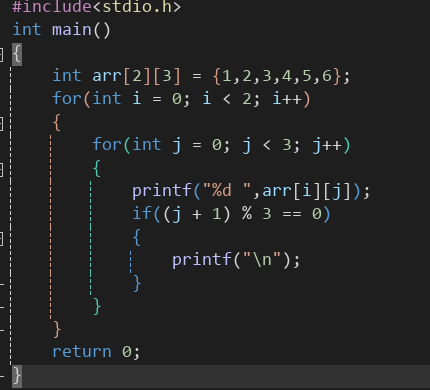 #include<stdio.h>
int main()
{
    int arr[2][3] = {1,2,3,4,5,6};
    for(int i = 0; i < 2; i++)
    {
        for(int j = 0; j < 3; j++)
        {
            printf("%d ",arr[i][j]);
            if((j + 1) % 3 == 0)
            {
                printf("\n");
            }
        }
    }
    return 0;
}